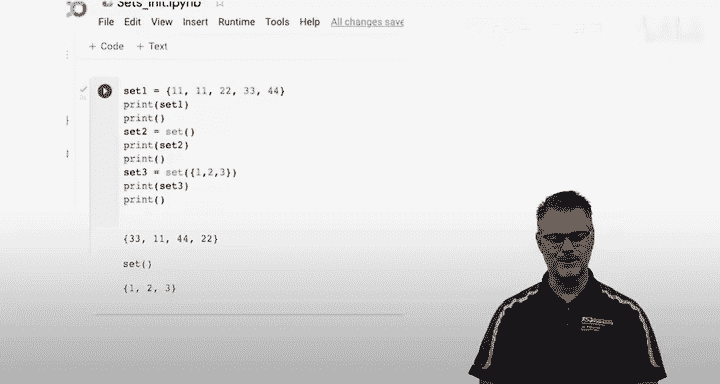 Sets_init.ipynb
File Edit View Insert Runtime Tools Help All changes save
+ Code + Text
set1 = {11, 11, 22, 33, 44}
print(set1)
print()
set2 = set()
print(set2)
print()
set3 = set({1,2,3})
print(set3)
print()
{33, 11, 44, 22}
set()
{1, 2, 3}